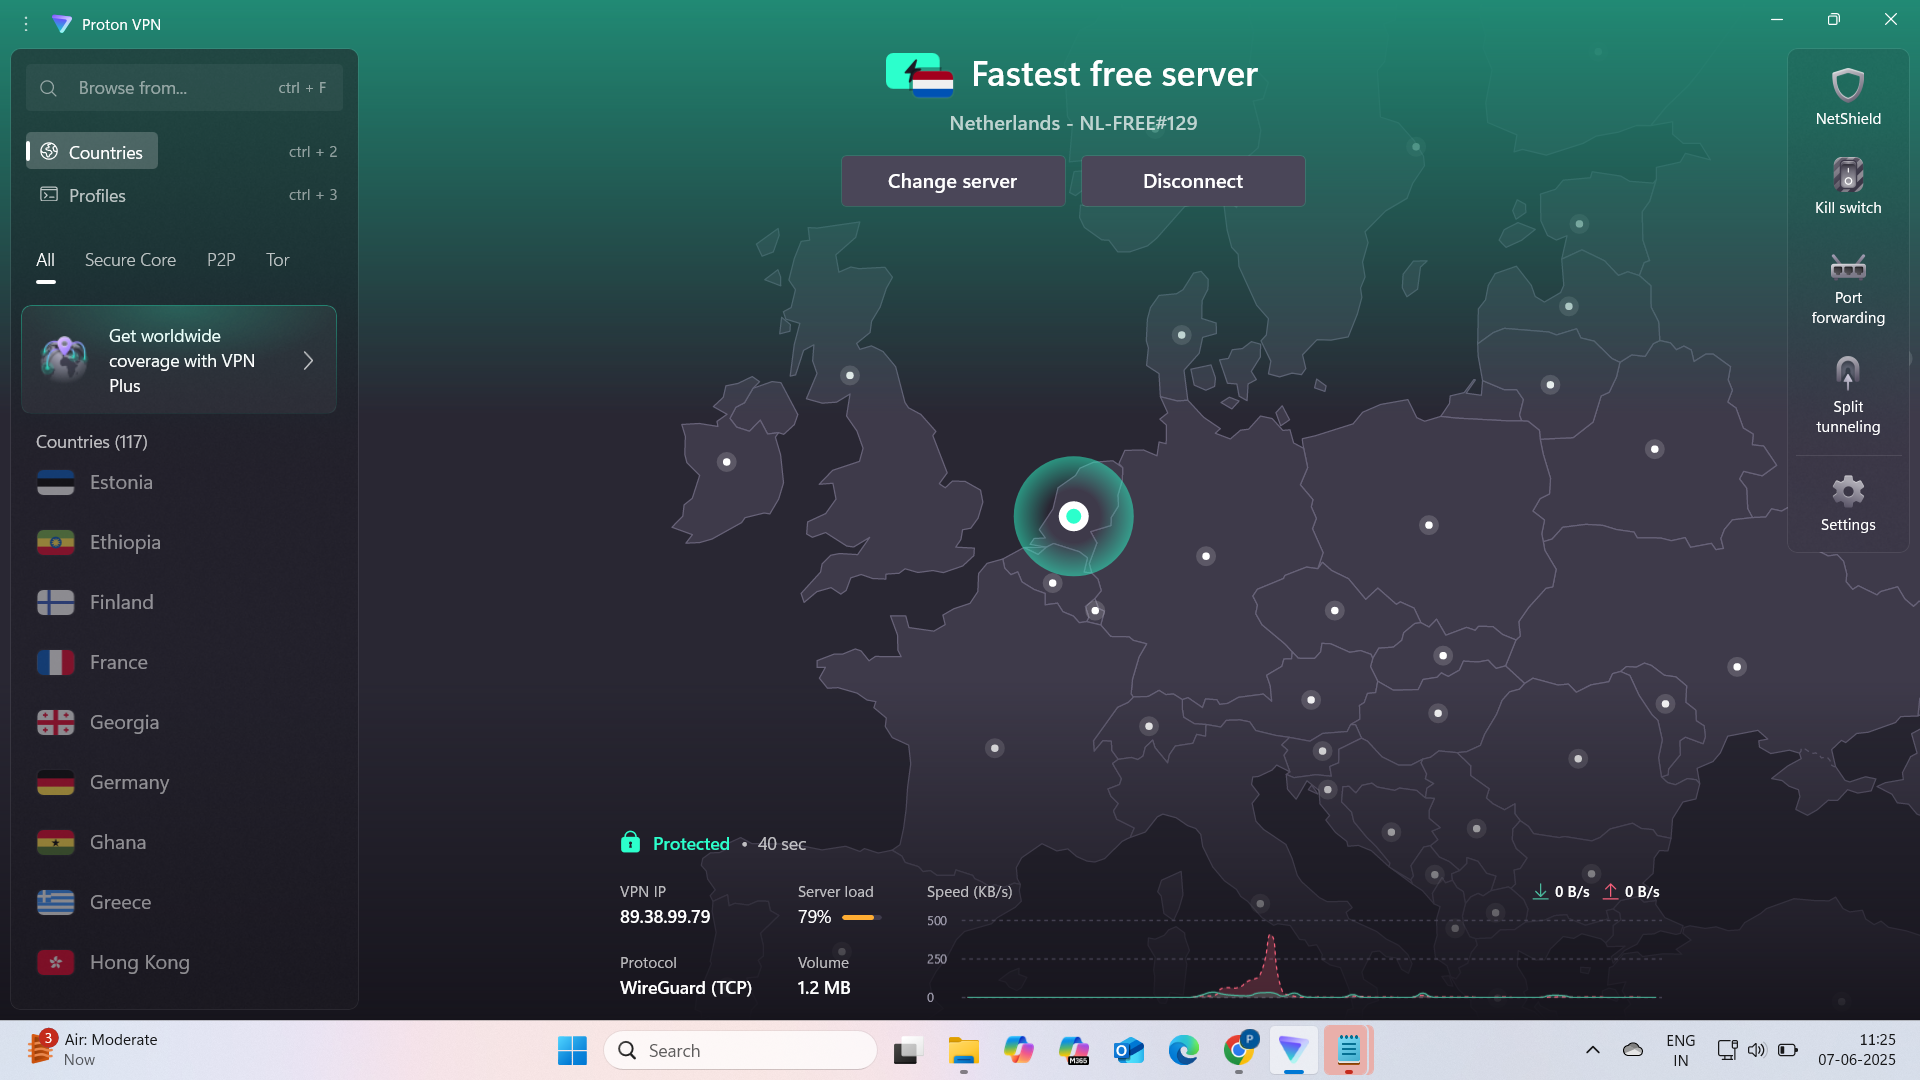 Proton VPN
Browse from... ctrl + F
Countries ctrl + 2
Profiles ctrl + 3
All Secure Core P2P Tor
Get worldwide
coverage with VPN
Plus
Countries (117)
Estonia
Ethiopia
Finland
France
Georgia
Germany
Ghana
Greece
Hong Kong
Fastest free server
Netherlands - NL-FREE#129
Change server Disconnect
NetShield
Kill switch
Port
forwarding
Split
tunneling
Settings
Protected • 40 sec
VPN IP
89.38.99.79
Server load
79%
Protocol
WireGuard (TCP)
Volume
1.2 MB
Speed (KB/s)
0 B/s 0 B/s
500
250
0
3
Air: Moderate
Now
Search
M365
P
ENG
IN
11:25
07-06-2025